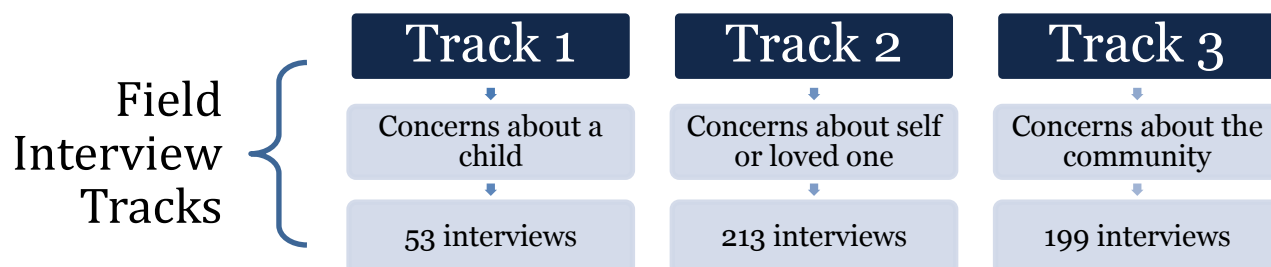 Field
Interview
Tracks
Track 1
Concerns about a
child
53 interviews
Track 2
Concerns about self
or loved one
213 interviews
Track 3
Concerns about the
community
199 interviews